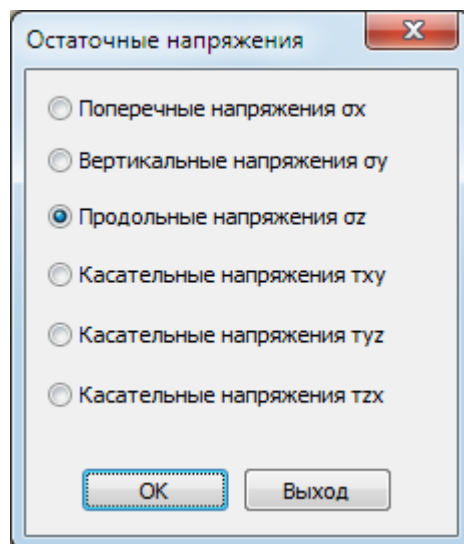 Остаточные напряжения
Поперечные напряжения σx
Вертикальные напряжения σy
Продольные напряжения σz
Касательные напряжения τxy
Касательные напряжения τyz
Касательные напряжения τzx
OK
Выход